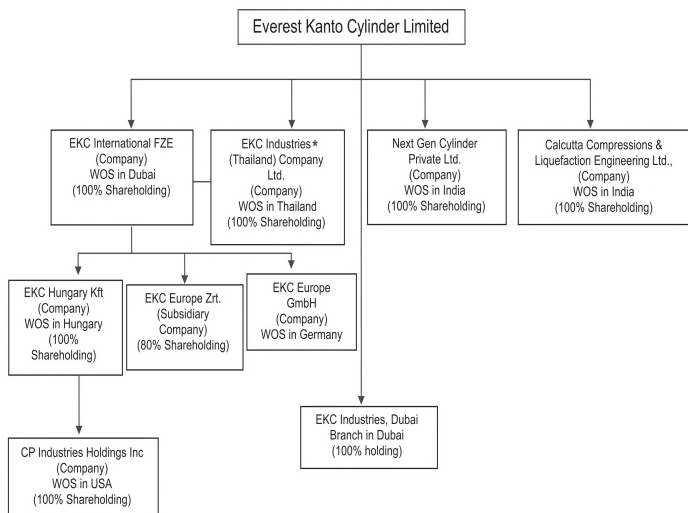 Everest Kanto Cylinder Limited
EKC International FZE
(Company)
WOS in Dubai
(100% Shareholding)
EKC Industries*
(Thailand) Company
Ltd.
(Company)
WOS in Thailand
(100% Shareholding)
Next Gen Cylinder
Private Ltd.
(Company)
WOS in India
(100% Shareholding)
Calcutta Compressions &
Liquefaction Engineering Ltd.,
(Company)
WOS in India
(100% Shareholding)
EKC Hungary Kft
(Company)
WOS in Hungary
(100%
Shareholding)
EKC Europe Zrt.
(Subsidiary
Company)
(80% Shareholding)
EKC Europe
GmbH
(Company)
WOS in Germany
EKC Industries, Dubai
Branch in Dubai
(100% holding)
CP Industries Holdings Inc
(Company)
WOS in USA
(100% Shareholding)